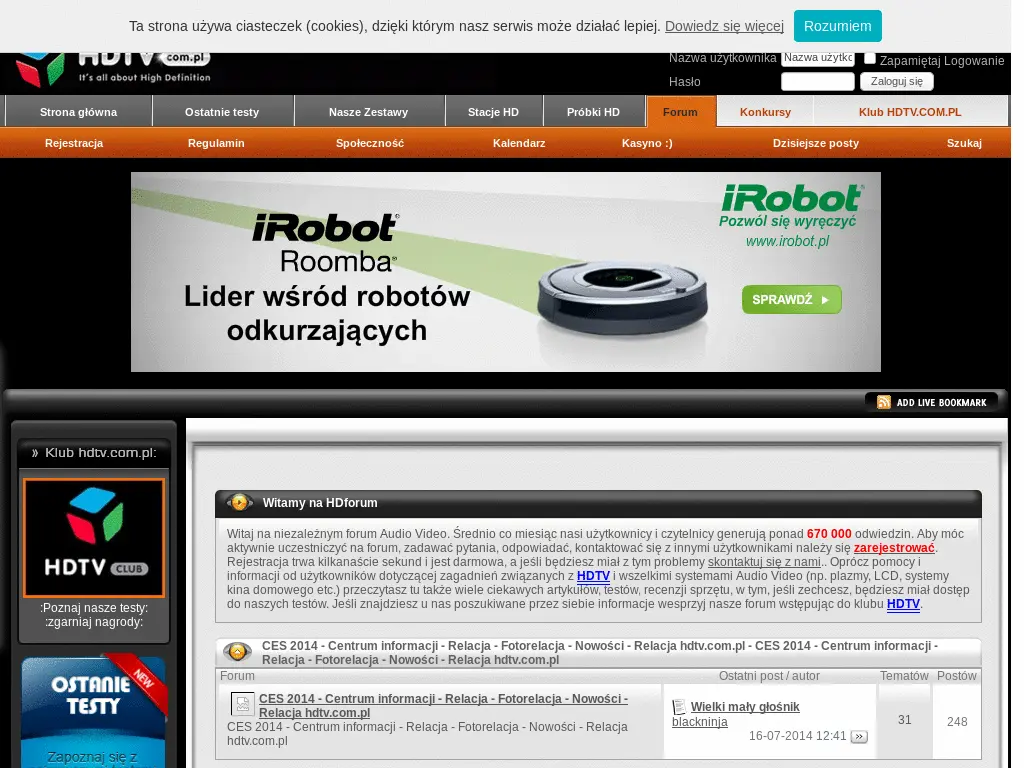 Ta strona używa ciasteczek (cookies), dzięki którym nasz serwis może działać lepiej. Dowiedz się więcej Rozumiem
HDTV com.pl
It's all about High Definition
Nazwa użytkownika Nazwa użytkc Zapamiętaj Logowanie
Hasło Zaloguj się
Strona główna Ostatnie testy Nasze Zestawy Stacje HD Próbki HD Forum Konkursy Klub HDTV.COM.PL
Rejestracja Regulamin Społeczność Kalendarz Kasyno :) Dzisiejsze posty Szukaj
iRobot®
Roomba®
Lider wśród robotów
odkurzających
iRobot®
Pozwól się wyręczyć
www.irobot.pl
SPRAWDŹ
ADD LIVE BOOKMARK
» Klub hdtv.com.pl:
HDTV CLUB
:Poznaj nasze testy:
:zgarniaj nagrody:
NEW
OSTANIE
TESTY
Zapoznaj się z
Witamy na HDforum
Witaj na niezależnym forum Audio Video. Średnio co miesiąc nasi użytkownicy i czytelnicy generują ponad 670 000 odwiedzin. Aby móc
aktywnie uczestniczyć na forum, zadawać pytania, odpowiadać, kontaktować się z innymi użytkownikami należy się zarejestrować.
Rejestracja trwa kilkanaście sekund i jest darmowa, a jeśli będziesz miał z tym problemy skontaktuj się z nami.. Oprócz pomocy i
informacji od użytkowników dotyczącej zagadnień związanych z HDTV i wszelkimi systemami Audio Video (np. plazmy, LCD, systemy
kina domowego etc.) przeczytasz tu także wiele ciekawych artykułów, testów, recenzji sprzętu, w tym, jeśli zechcesz, będziesz miał dostęp
do naszych testów. Jeśli znajdziesz u nas poszukiwane przez siebie informacje wesprzyj nasze forum wstępując do klubu HDTV.
CES 2014 - Centrum informacji - Relacja - Fotorelacja - Nowości - Relacja hdtv.com.pl - CES 2014 - Centrum informacji -
Relacja - Fotorelacja - Nowości - Relacja hdtv.com.pl
Forum Ostatni post / autor Tematów Postów
CES 2014 - Centrum informacji - Relacja - Fotorelacja - Nowości -
Relacja hdtv.com.pl
CES 2014 - Centrum informacji - Relacja - Fotorelacja - Nowości - Relacja
hdtv.com.pl
Wielki mały głośnik
blackninja
16-07-2014 12:41
31
248